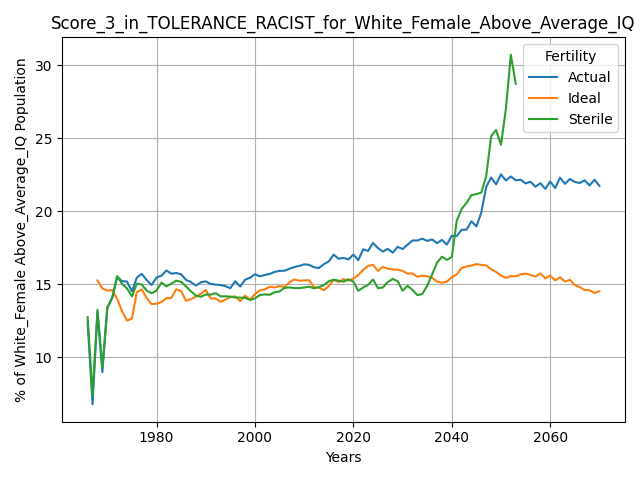 Score_3_in_TOLERANCE_RACIST_for_White_Female_Above_Average_IQ
% of White_Female Above_Average_IQ Population
30
25
20
15
10
Fertility
Actual
Ideal
Sterile
1980
2000
2020
2040
2060
Years